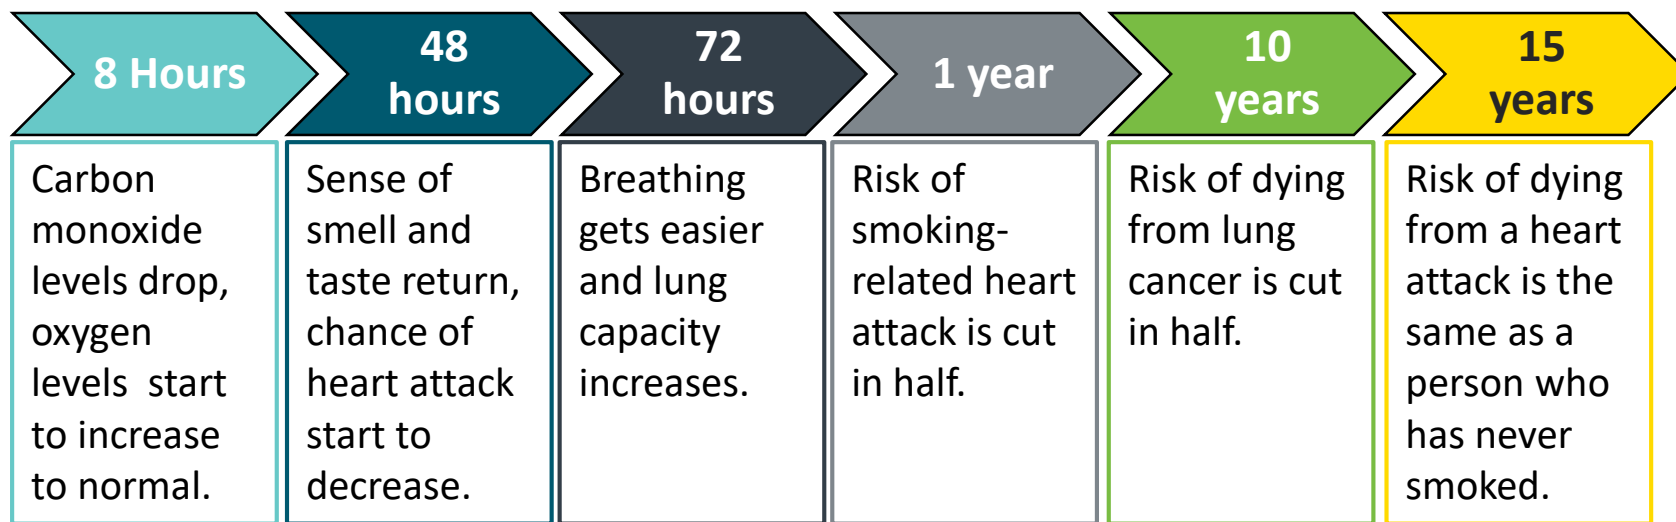 8 Hours
48
hours
72
hours
1 year
10
years
15
years
Carbon
monoxide
levels drop,
oxygen
levels  start
to increase
to normal.
Sense of
smell and
taste return,
chance of
heart attack
start to
decrease.
Breathing
gets easier
and lung
capacity
increases.
Risk of
smoking-
related heart
attack is cut
in half.
Risk of dying
from lung
cancer is cut
in half.
Risk of dying
from a heart
attack is the
same as a
person who
has never
smoked.